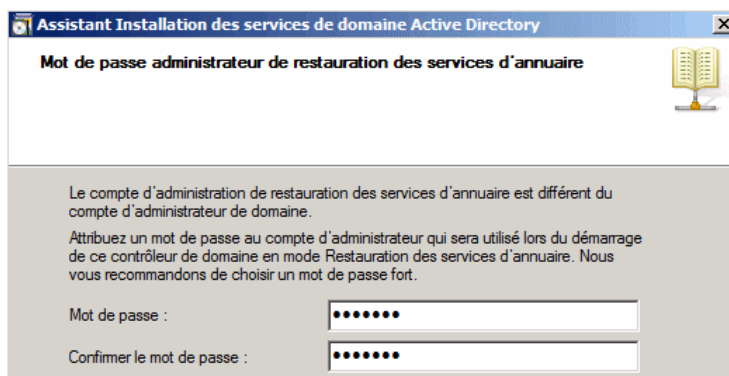 Assistant Installation des services de domaine Active Directory
Mot de passe administrateur de restauration des services d'annuaire
Le compte d'administration de restauration des services d'annuaire est différent du
compte d'administrateur de domaine.
Attribuez un mot de passe au compte d'administrateur qui sera utilisé lors du démarrage
de ce contrôleur de domaine en mode Restauration des services d'annuaire. Nous
vous recommandons de choisir un mot de passe fort.
Mot de passe : •••••••
Confirmer le mot de passe : •••••••